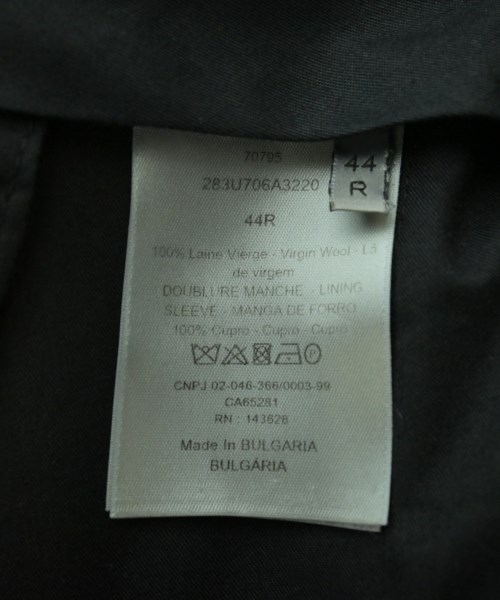 70795
283U706A3220
44
R
44R
100% Laine Vierge - Virgin Wool - Lã
de virgem
DOUBLURE MANCHE - LINING
SLEEVE - MANGA DE FORRO
100% Cupro - Cupro - Cupro
P
CNPJ 02-046-366/0003-99
CA65281
RN : 143628
Made In BULGARIA
BULGÁRIA